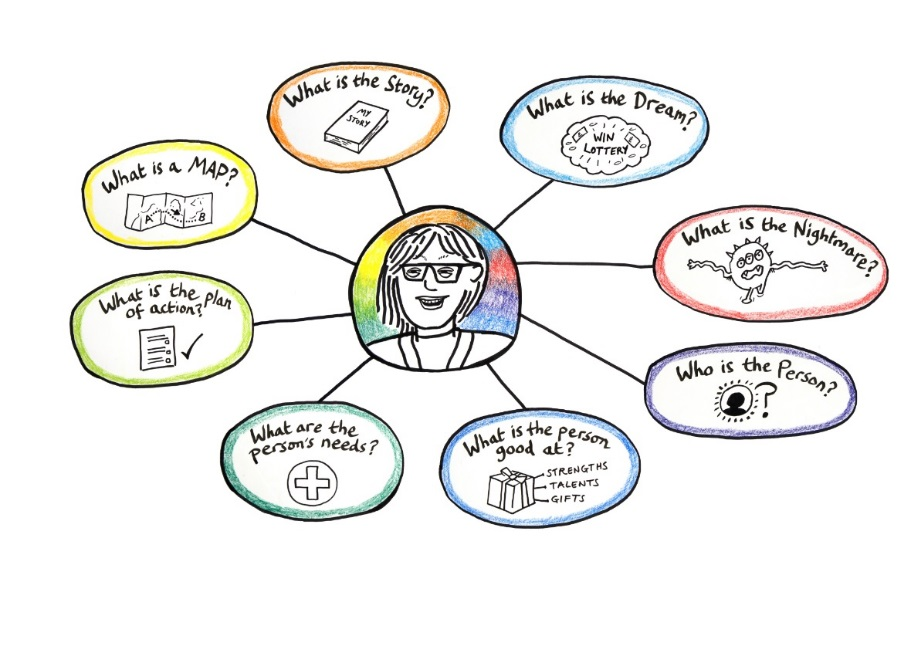 What is a MAP?
A
B
What is the Story?
MY
STORY
What is the Dream?
WIN
LOTTERY
What is the Nightmare?
Who is the Person?
?
What is the person
good at?
STRENGTHS
TALENTS
GIFTS
What are the
person's needs?
What is the plan
of action?